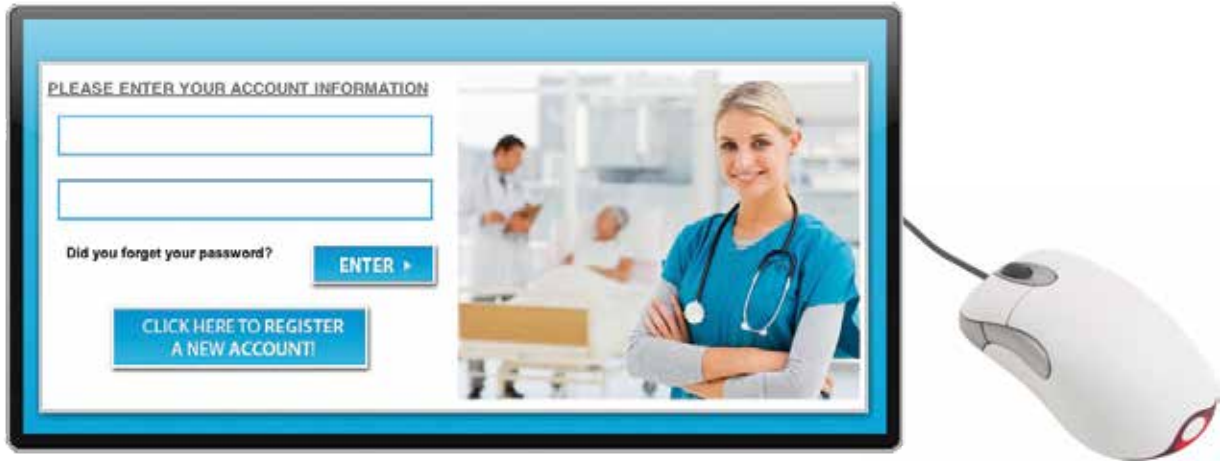 PLEASE ENTER YOUR ACCOUNT INFORMATION
Did you forget your password?
ENTER
CLICK HERE TO REGISTER
A NEW ACCOUNT!